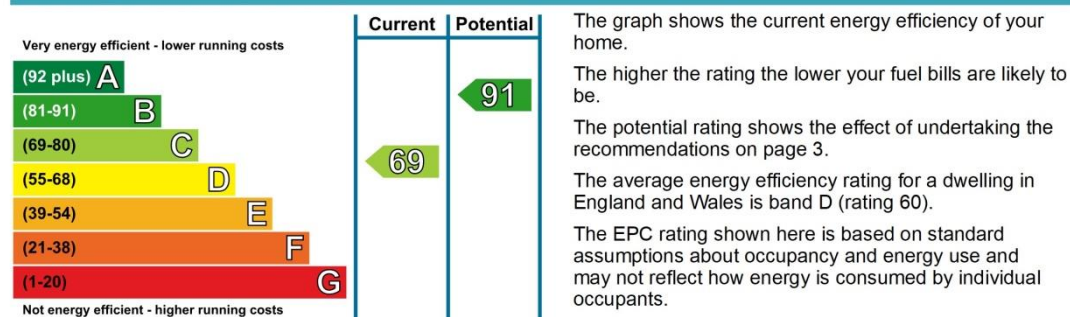 Current Potential
Very energy efficient - lower running costs
(92 plus) A
(81-91) B
91
(69-80) C
69
(55-68) D
(39-54) E
(21-38) F
(1-20) G
Not energy efficient - higher running costs
The graph shows the current energy efficiency of your
home.
The higher the rating the lower your fuel bills are likely to
be.
The potential rating shows the effect of undertaking the
recommendations on page 3.
The average energy efficiency rating for a dwelling in
England and Wales is band D (rating 60).
The EPC rating shown here is based on standard
assumptions about occupancy and energy use and
may not reflect how energy is consumed by individual
occupants.